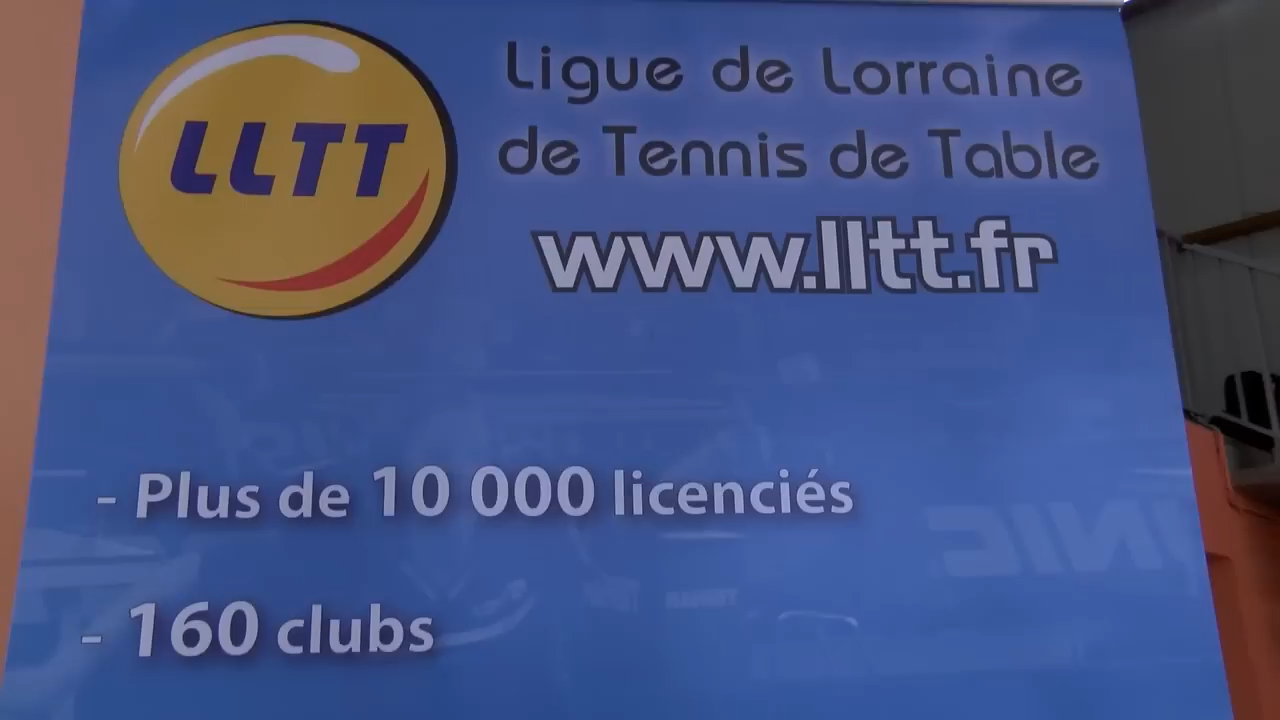 LLTT
Ligue de Lorraine
de Tennis de Table
www.lltt.fr
- Plus de 10 000 licenciés
- 160 clubs